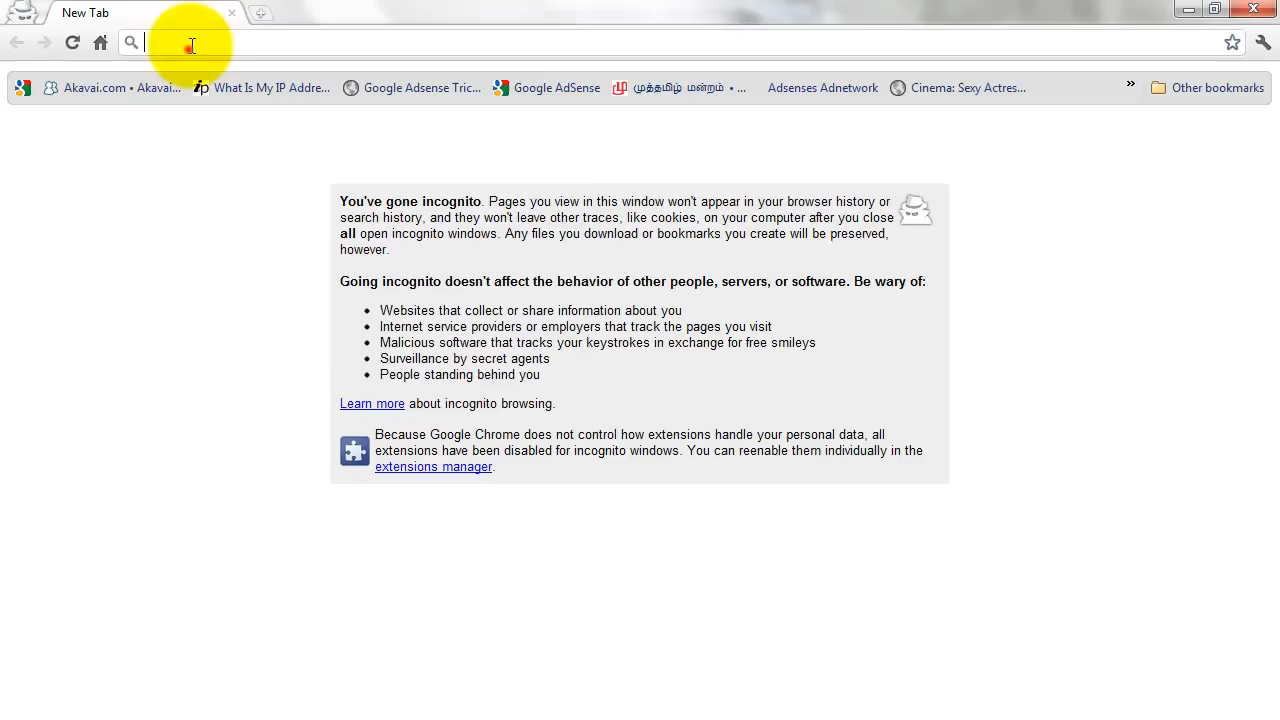 New Tab
Akavai.com • Akavai...
ip What Is My IP Addre...
Google Adsense Tric...
Google AdSense
மு முத்தமிழ் மன்றம் • ...
Adsenses Adnetwork
Cinema: Sexy Actres...
»
Other bookmarks
You've gone incognito. Pages you view in this window won't appear in your browser history or
search history, and they won't leave other traces, like cookies, on your computer after you close
all open incognito windows. Any files you download or bookmarks you create will be preserved,
however.
Going incognito doesn't affect the behavior of other people, servers, or software. Be wary of:
• Websites that collect or share information about you
• Internet service providers or employers that track the pages you visit
• Malicious software that tracks your keystrokes in exchange for free smileys
• Surveillance by secret agents
• People standing behind you
Learn more about incognito browsing.
Because Google Chrome does not control how extensions handle your personal data, all
extensions have been disabled for incognito windows. You can reenable them individually in the
extensions manager.